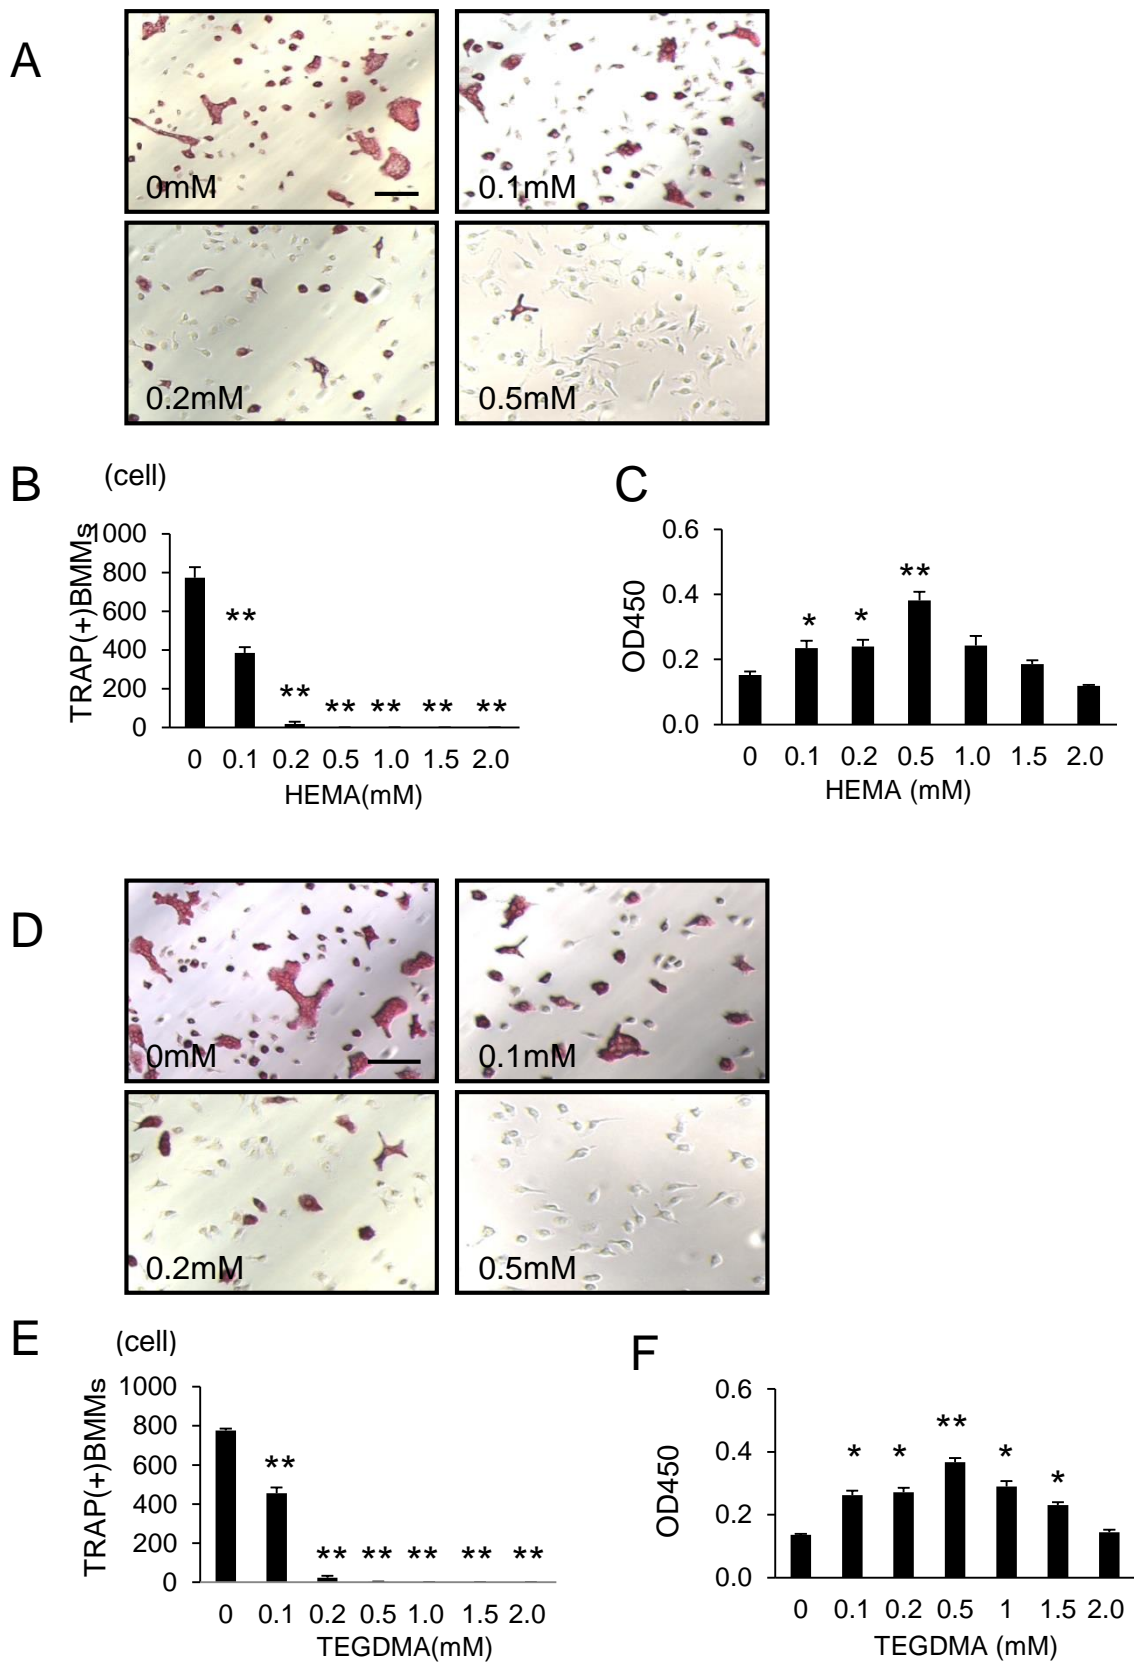 A
0mM
0.1mM
0.2mM
0.5mM
B
(cell)
TRAP(+)BMMs
1000
800
600
400
200
0
**
**
** ** ** **
0 0.1 0.2 0.5 1.0 1.5 2.0
HEMA(mM)
C
OD450
0.6
0.4
0.2
0.0
* * **
0 0.1 0.2 0.5 1.0 1.5 2.0
HEMA (mM)
D
0mM
0.1mM
0.2mM
0.5mM
E
(cell)
TRAP(+)BMMs
1000
800
600
400
200
0
**
** ** ** ** **
0 0.1 0.2 0.5 1.0 1.5 2.0
TEGDMA(mM)
F
OD450
0.6
0.4
0.2
0.0
* * ** * *
0 0.1 0.2 0.5 1 1.5 2.0
TEGDMA (mM)